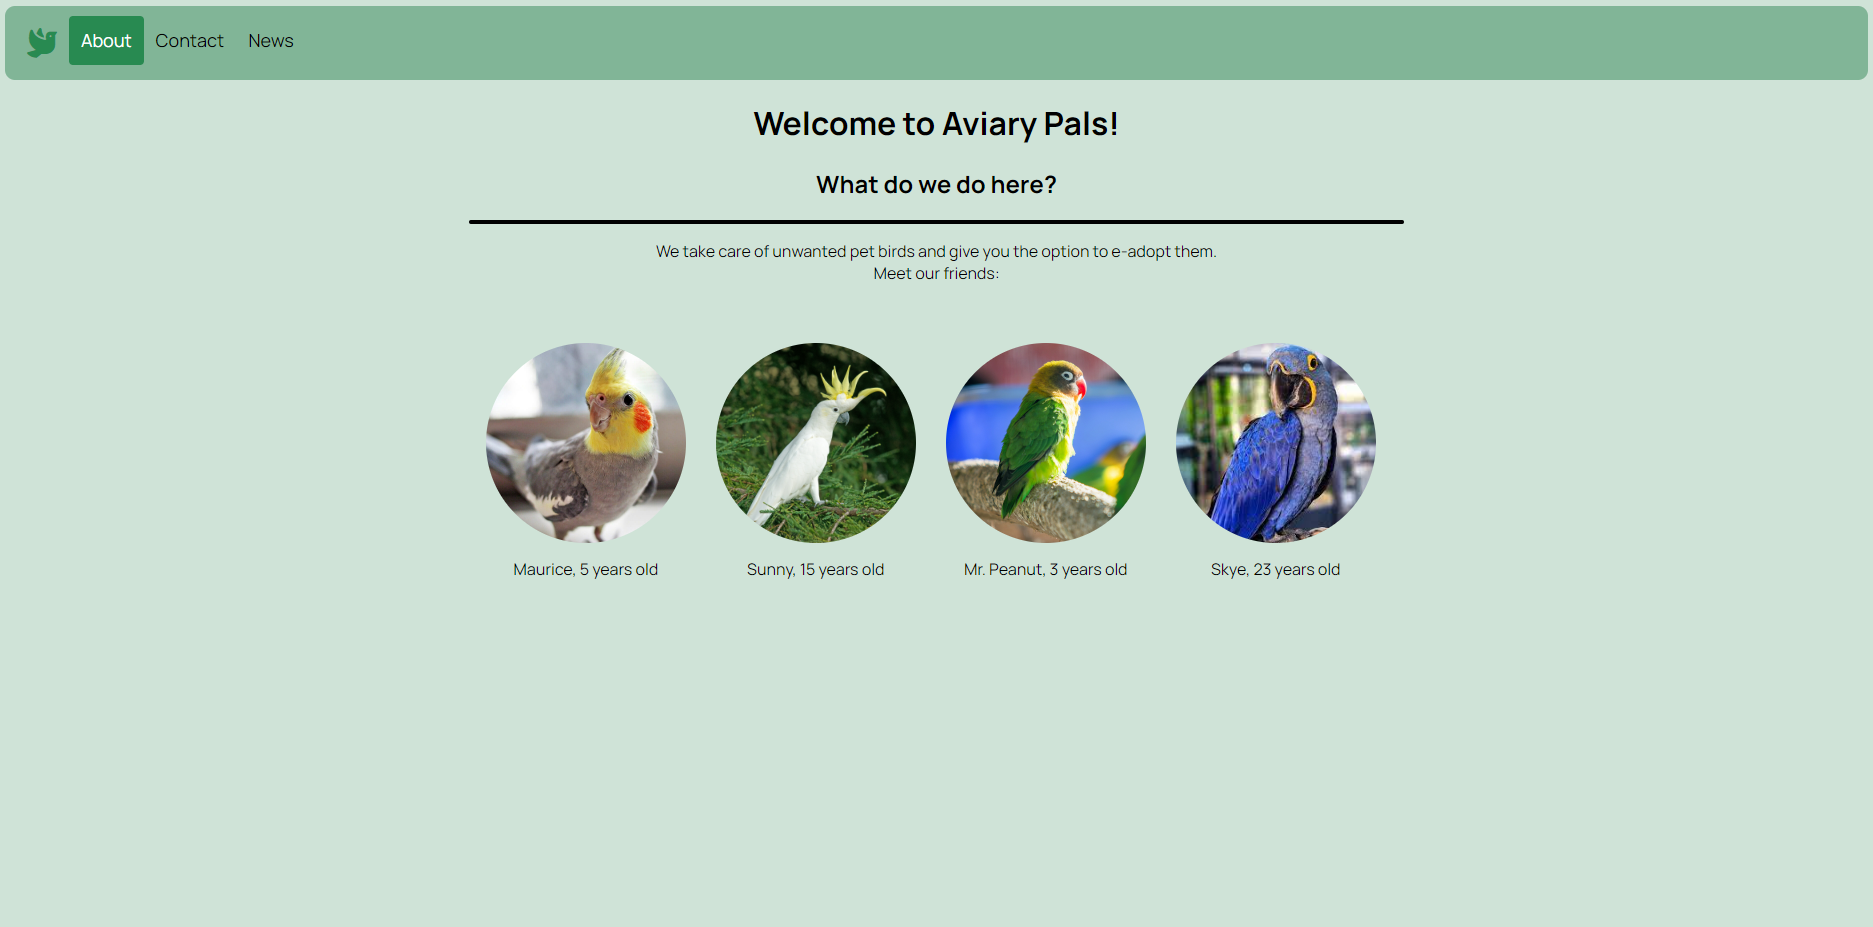 About Contact News
Welcome to Aviary Pals!
What do we do here?
We take care of unwanted pet birds and give you the option to e-adopt them.
Meet our friends:
Maurice, 5 years old
Sunny, 15 years old
Mr. Peanut, 3 years old
Skye, 23 years old